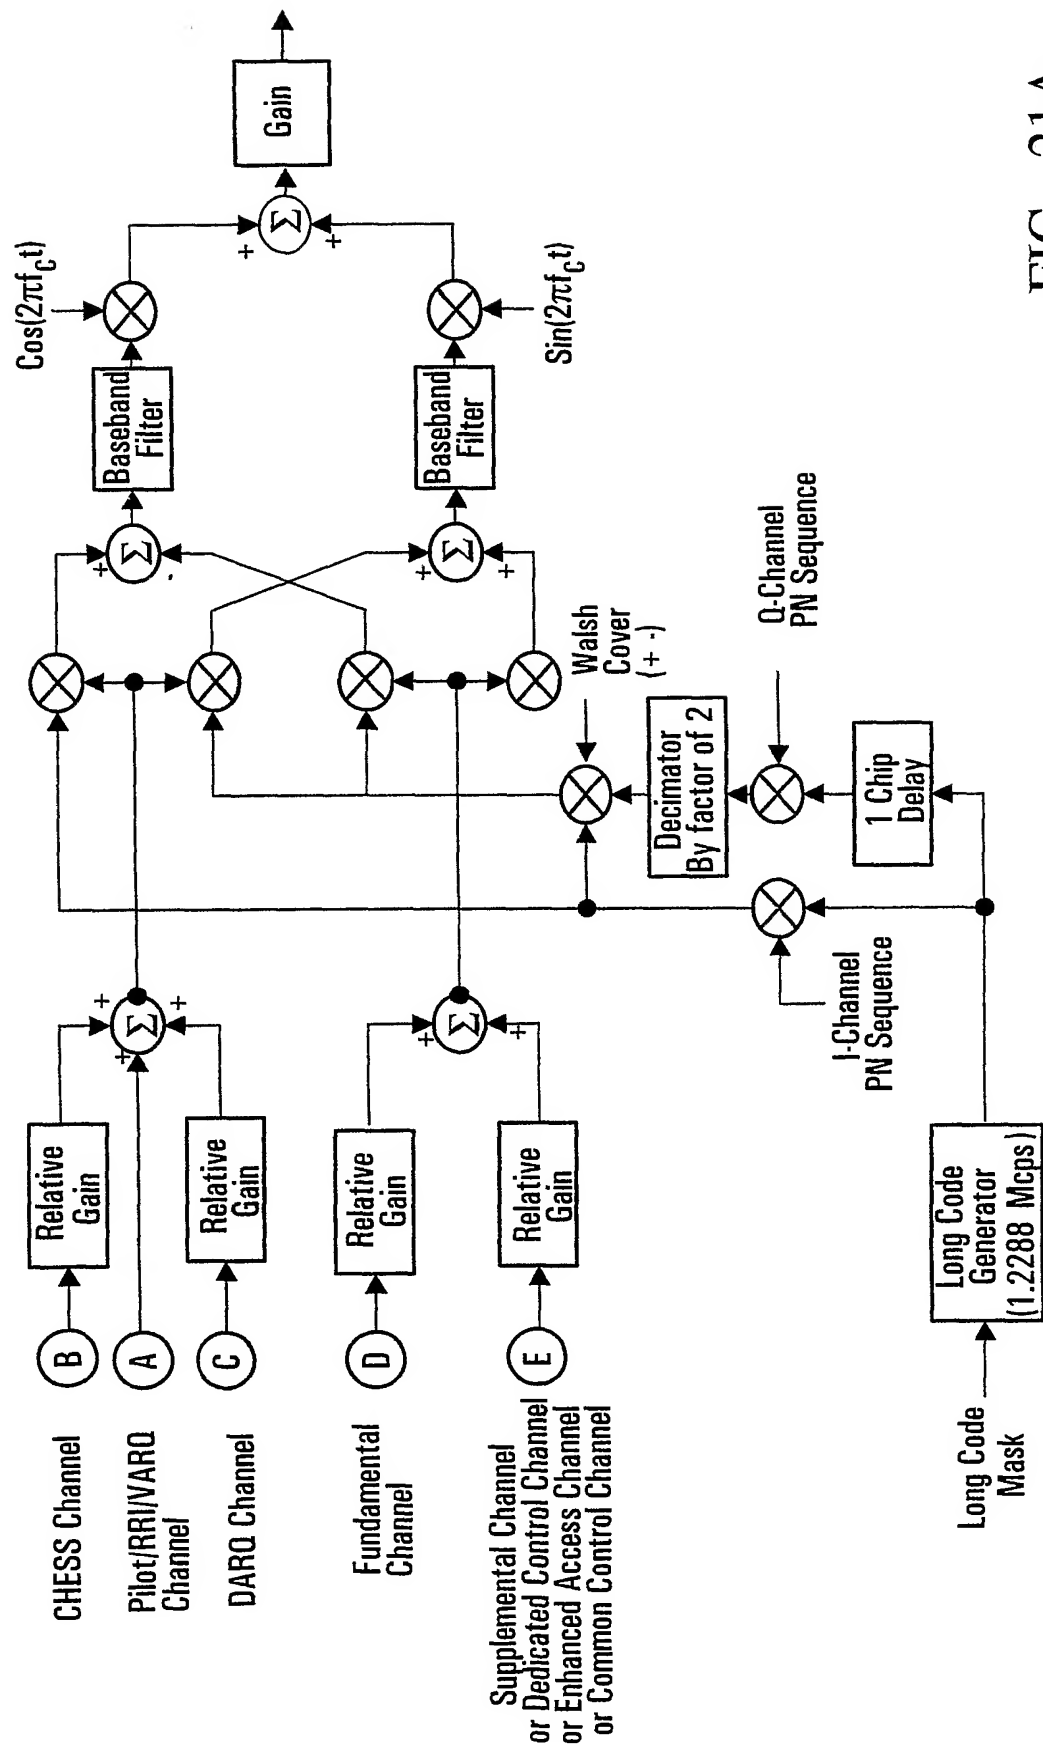 CHESS Channel
B
Relative
Gain
Pilot/RRI/VARQ
Channel
A
DARQ Channel
C
Relative
Gain
+
+
+
Σ
Fundamental
Channel
D
Relative
Gain
Supplemental Channel
or Dedicated Control Channel
or Enhanced Access Channel
or Common Control Channel
E
Relative
Gain
+
+
Σ
Long Code
Mask
Long Code
Generator
(1.2288 Mcps)
I-Channel
PN Sequence
1 Chip
Delay
Q-Channel
PN Sequence
Decimator
By factor of 2
Walsh
Cover
(+ -)
+
Σ
Baseband
Filter
Cos(2πfct)
+
+
Σ
Baseband
Filter
Sin(2πfct)
+
+
Σ
Gain